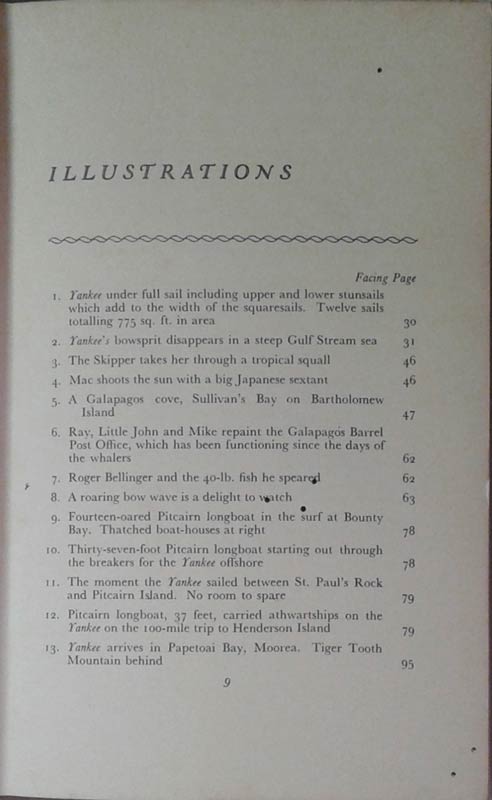 ILLUSTRATIONS
Facing Page
1. Yankee under full sail including upper and lower stunsails
which add to the width of the squaresails. Twelve sails
totalling 775 sq. ft. in area 30
2. Yankee's bowsprit disappears in a steep Gulf Stream sea 31
3. The Skipper takes her through a tropical squall 46
4. Mac shoots the sun with a big Japanese sextant 46
5. A Galapagos cove, Sullivan's Bay on Bartholomew
Island 47
6. Ray, Little John and Mike repaint the Galapagos Barrel
Post Office, which has been functioning since the days of
the whalers 62
7. Roger Bellinger and the 40-lb. fish he speared 62
8. A roaring bow wave is a delight to watch 63
9. Fourteen-oared Pitcairn longboat in the surf at Bounty
Bay. Thatched boat-houses at right 78
10. Thirty-seven-foot Pitcairn longboat starting out through
the breakers for the Yankee offshore 78
11. The moment the Yankee sailed between St. Paul's Rock
and Pitcairn Island. No room to spare 79
12. Pitcairn longboat, 37 feet, carried athwartships on the
Yankee on the 100-mile trip to Henderson Island 79
13. Yankee arrives in Papetoai Bay, Moorea. Tiger Tooth
Mountain behind 95
9